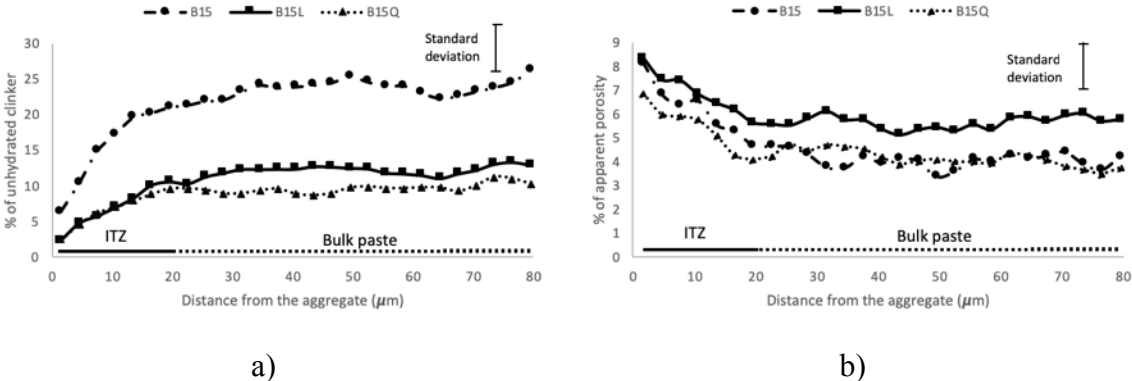 B15 B15L B15Q
% of unhydrated clinker
30
25
20
15
10
5
0
Standard
deviation
ITZ
Bulk paste
0 10 20 30 40 50 60 70 80
Distance from the aggregate (μm)
a)
B15 B15L B15Q
% of apparent porosity
9
8
7
6
5
4
3
2
1
0
Standard
deviation
ITZ
Bulk paste
0 10 20 30 40 50 60 70 80
Distance from the aggregate (μm)
b)